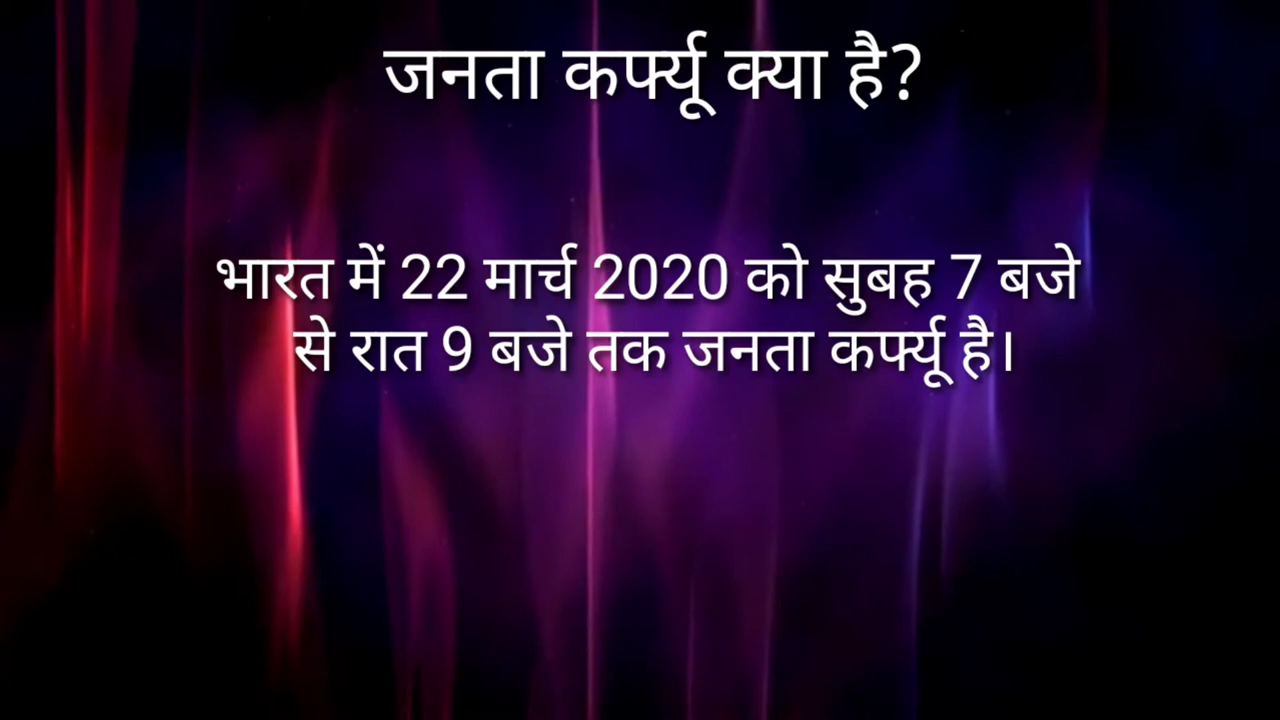 जनता कर्फ्यू क्या है?
भारत में 22 मार्च 2020 को सुबह 7 बजे
से रात 9 बजे तक जनता कर्फ्यू है।